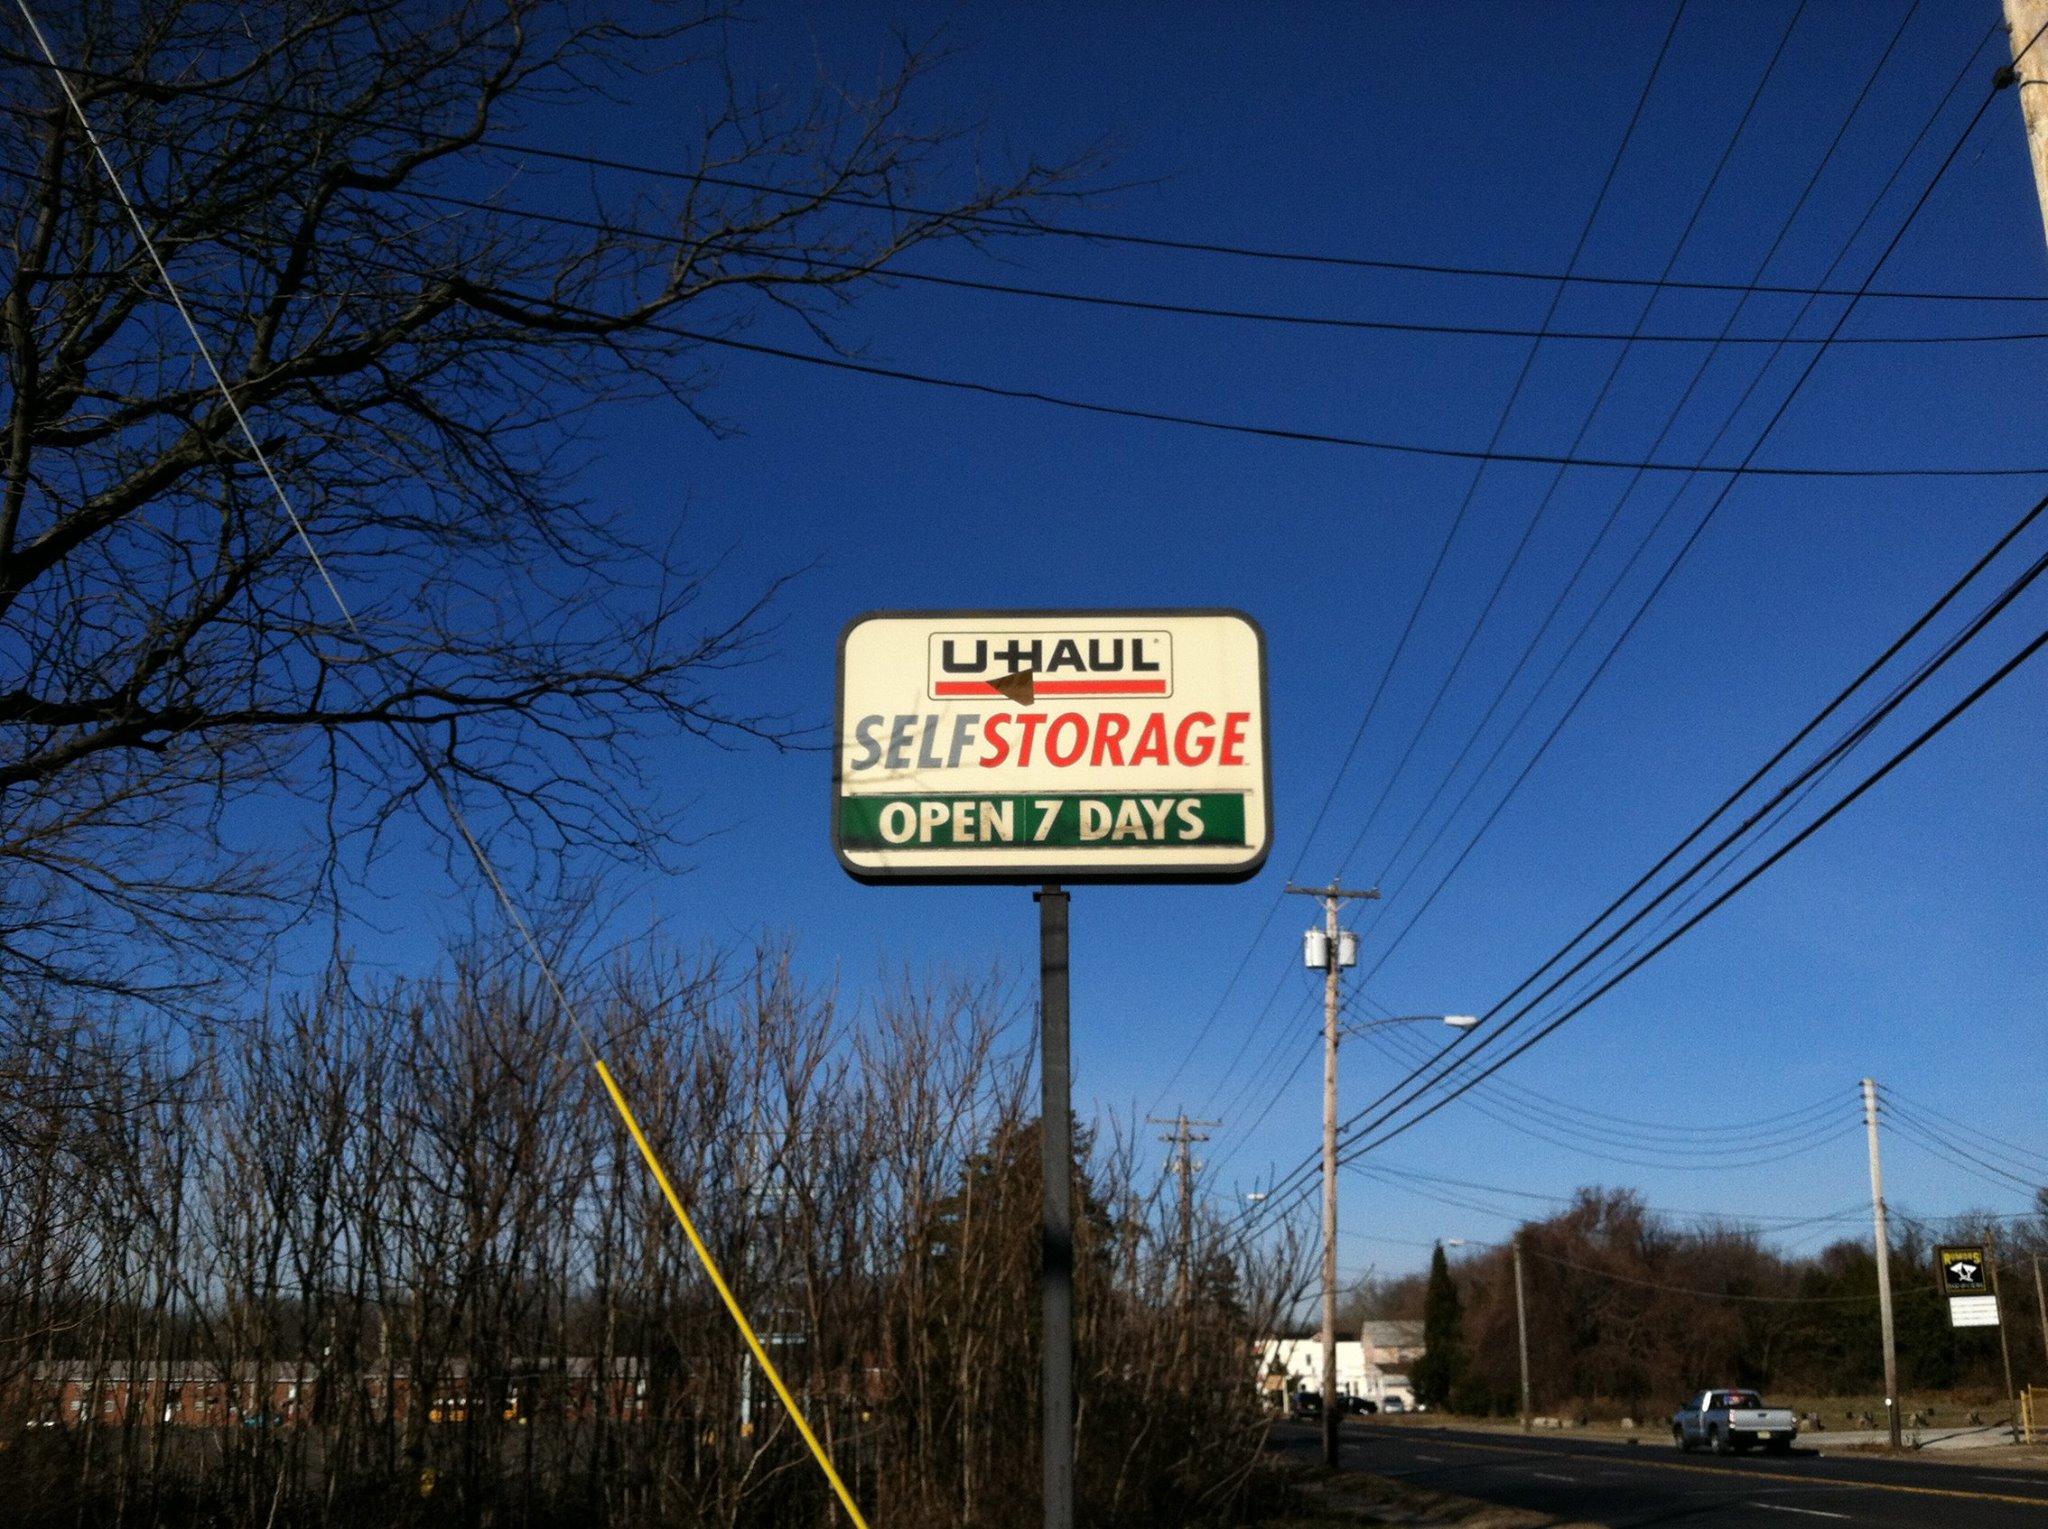 U-HAUL
SELFSTORAGE
OPEN 7 DAYS